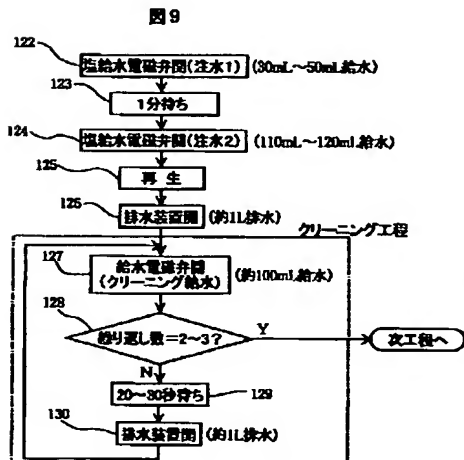 図9
122
塩給水電磁弁開(注水1)
(30mL~50mL給水)
123
1分待ち
124
塩給水電磁弁開(注水2)
(110mL~120mL給水)
125
再生
126
排水装置開
(約1L排水)
クリーニング工程
127
給水電磁弁開
(クリーニング給水)
(約100mL給水)
128
繰り返し数=2~3?
Y
次工程へ
N
20~30秒待ち
129
130
排水装置開
(約1L排水)